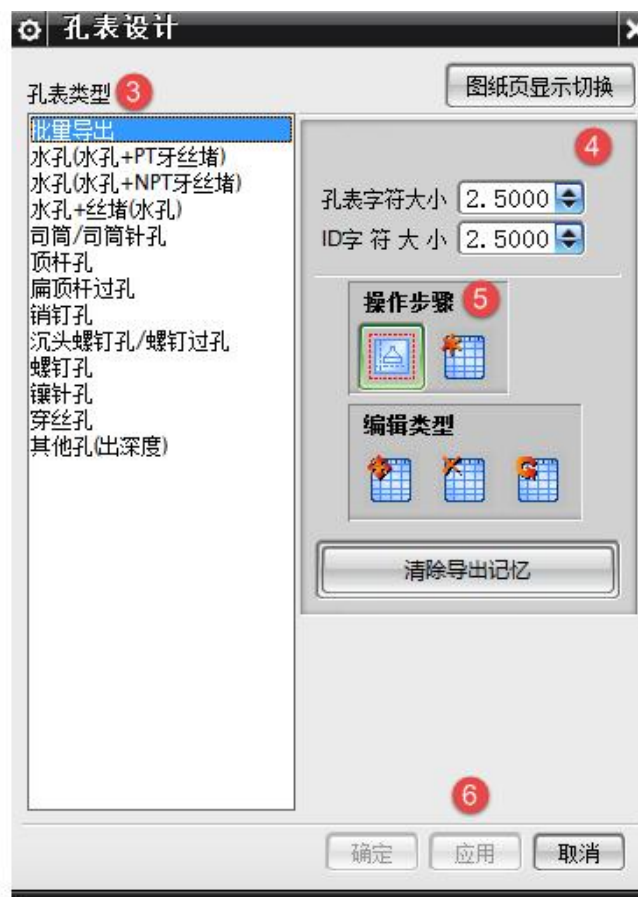 孔表设计
孔表类型 3
图纸页显示切换
批量导出
水孔(水孔+PT牙丝堵)
水孔(水孔+NPT牙丝堵)
水孔+丝堵(水孔)
司筒/司筒针孔
顶杆孔
扁顶杆过孔
销钉孔
沉头螺钉孔/螺钉过孔
螺钉孔
镶针孔
穿丝孔
其他孔(出深度)
4
孔表字符大小 2.5000
ID字 符 大 小 2.5000
操作步骤 5
编辑类型
清除导出记忆
6
确定 应用 取消